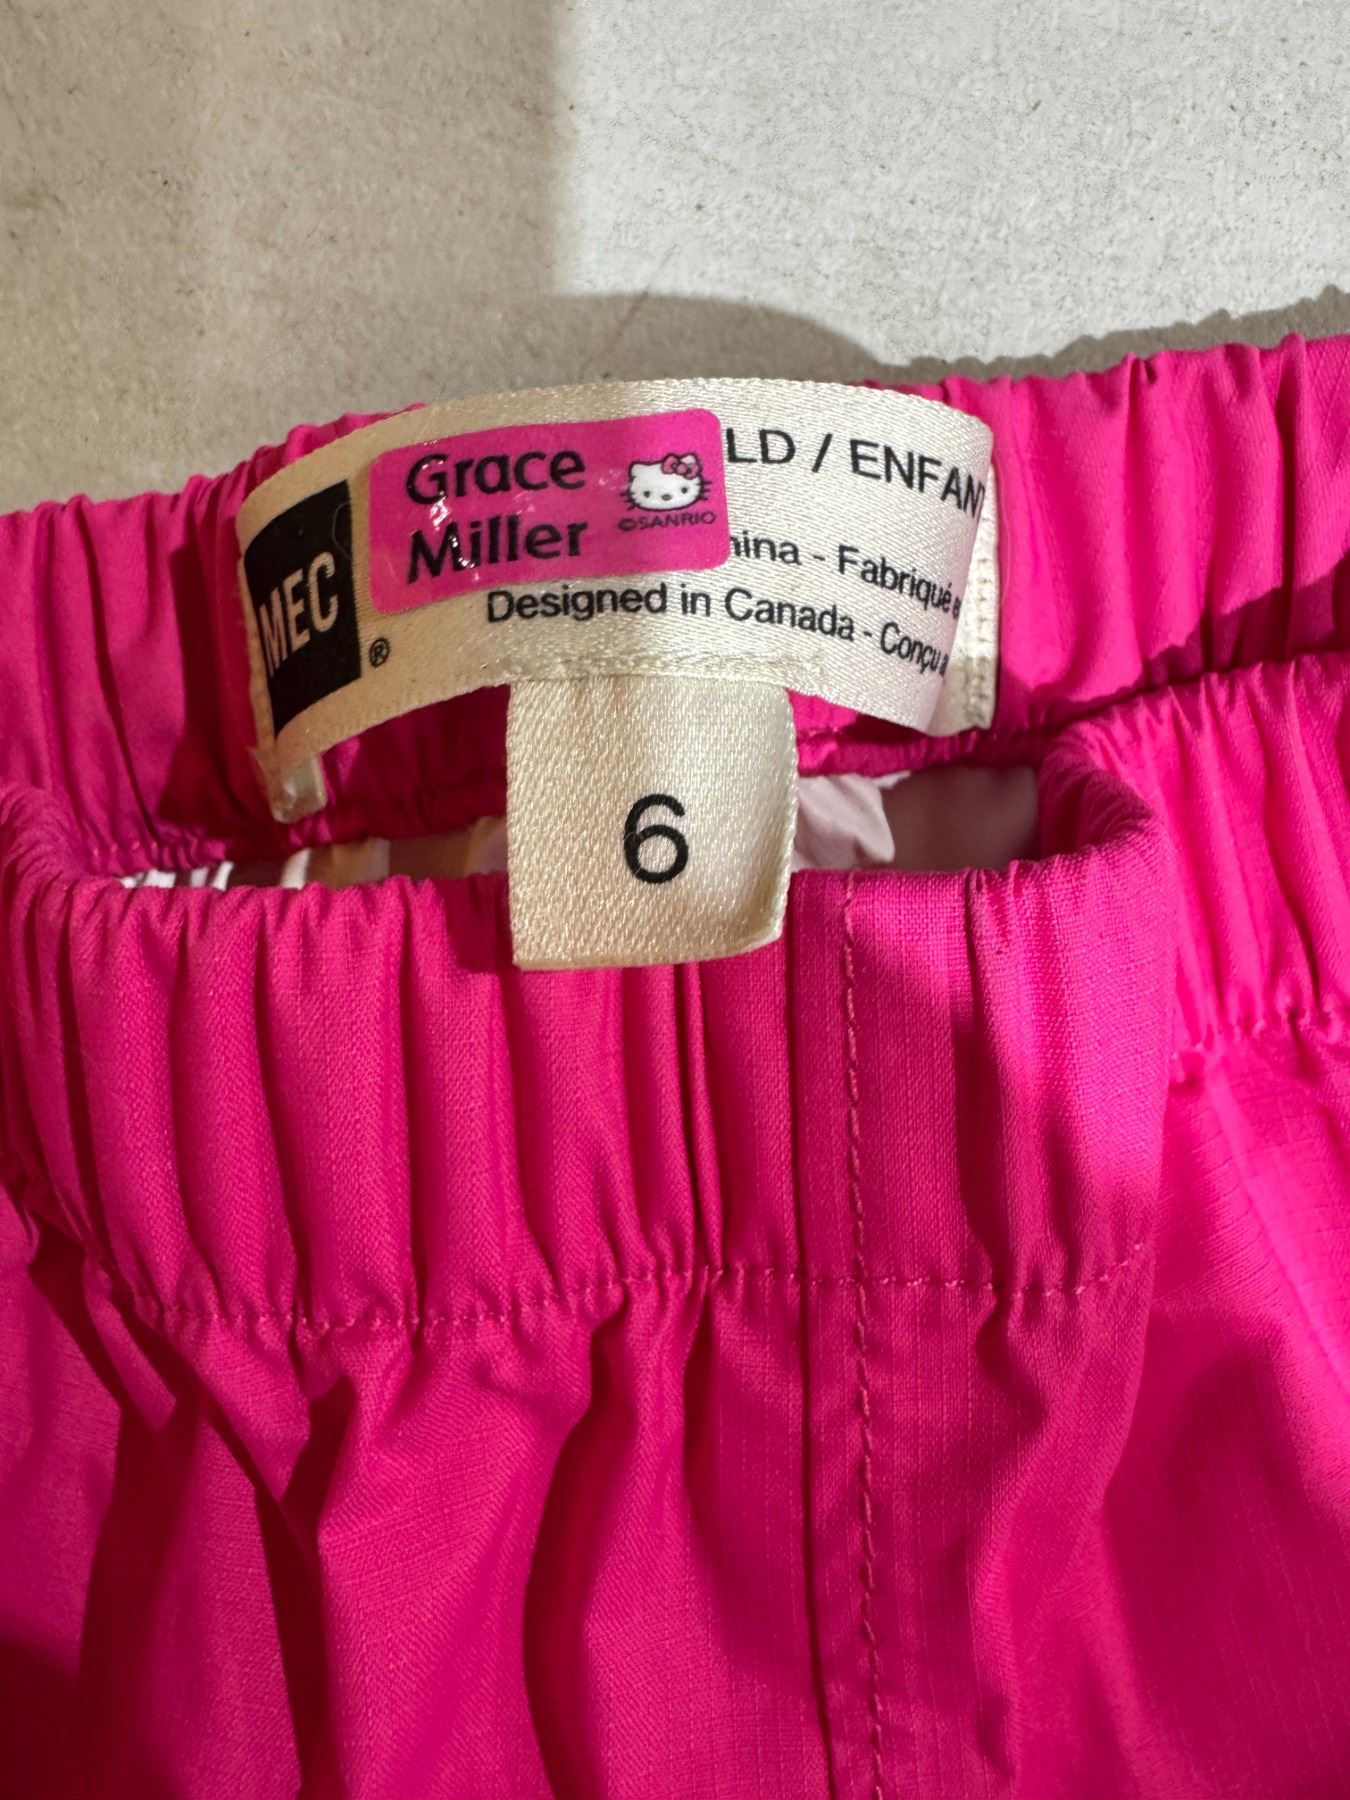 Grace
Miller
©SANRIO
LD / ENFANT
MEC
®
hina - Fabriqué e
Designed in Canada - Conçu a
6